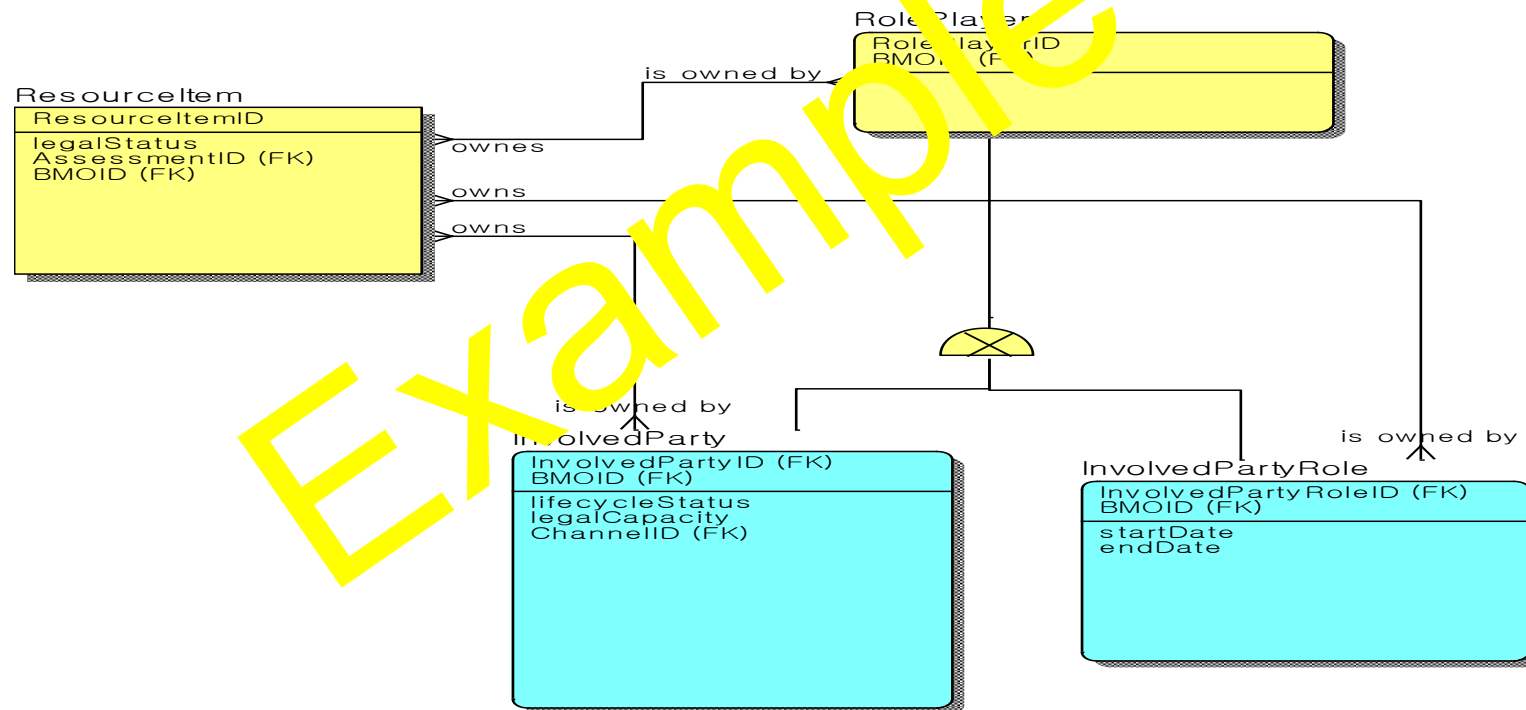 RolePlayer
RolePlayerID
BMOID (FK)
is owned by
ResourceItem
ResourceItemID
legalStatus
AssessmentID (FK)
BMOID (FK)
ownes
owns
owns
Example
is owned by
InvolvedParty
InvolvedPartyID (FK)
BMOID (FK)
lifecycleStatus
legalCapacity
ChannelID (FK)
is owned by
InvolvedPartyRole
InvolvedPartyRoleID (FK)
BMOID (FK)
startDate
endDate